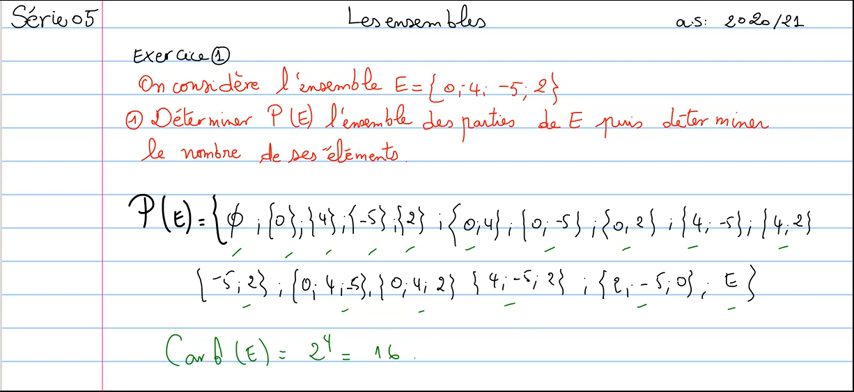 Série 05 Les ensembles a.s: 2020/21
Exercice ①
On considère l'ensemble E = {0; 4; -5; 2}
① Déterminer P(E) l'ensemble des parties de E puis déterminer
le nombre de ses éléments.
P(E) = {∅ ; {0}; {4}; {-5}; {2} ; {0; 4}; {0; -5}; {0; 2} ; {4; -5}; {4; 2}
{-5; 2} ; {0; 4; -5}, {0; 4; 2} {4; -5; 2} ; {2; -5; 0} ; E}
Card (E) = 2⁴ = 16.